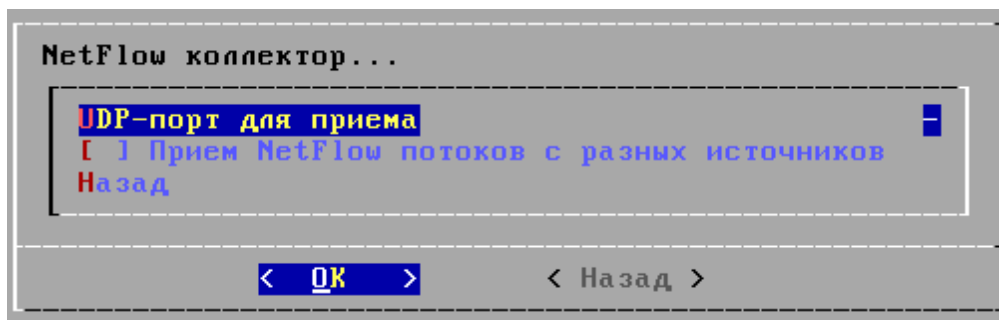 NetFlow коллектор...
UDP-порт для приема -
[ ] Прием NetFlow потоков с разных источников
Назад
< OK > < Назад >